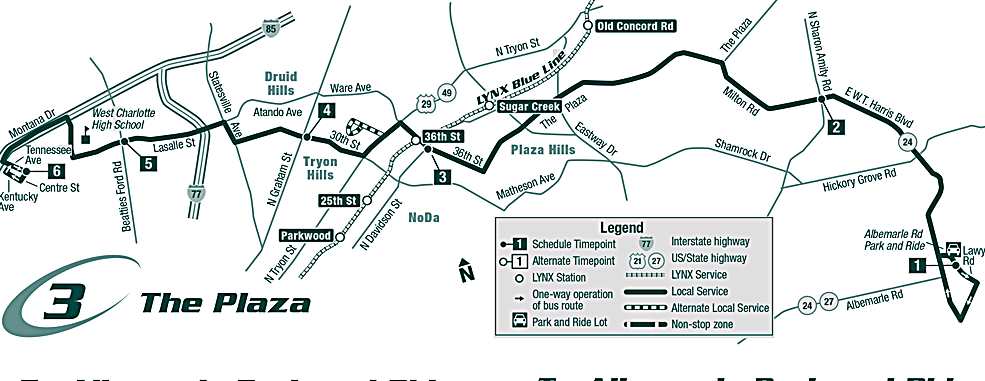 85
Old Concord Rd
N Tryon St
The Plaza
N Sharon Amity Rd
Druid
Hills
Statesville
Ave
Ware Ave
29
49
LYNX Blue Line
Sugar Creek
Milton Rd
E W.T. Harris Blvd
West Charlotte
High School
Montana Dr
Atando Ave
4
The Plaza
2
Tennessee
Ave
6
5
Lasalle St
30th St
36th St
36th St
3
Eastway Dr
Plaza Hills
Shamrock Dr
24
Kentucky
Ave
Centre St
Beatties Ford Rd
77
N Graham St
Tryon
Hills
25th St
Matheson Ave
Hickory Grove Rd
NoDa
Parkwood
N Davidson St
N Tryon St
N
Albemarle Rd
Park and Ride
Lawy
Rd
1
24
27
Albemarle Rd
3 The Plaza
Legend
1 Schedule Timepoint
1 Alternate Timepoint
LYNX Station
One-way operation
of bus route
Park and Ride Lot
77 Interstate highway
21 27 US/State highway
LYNX Service
Local Service
Alternate Local Service
Non-stop zone